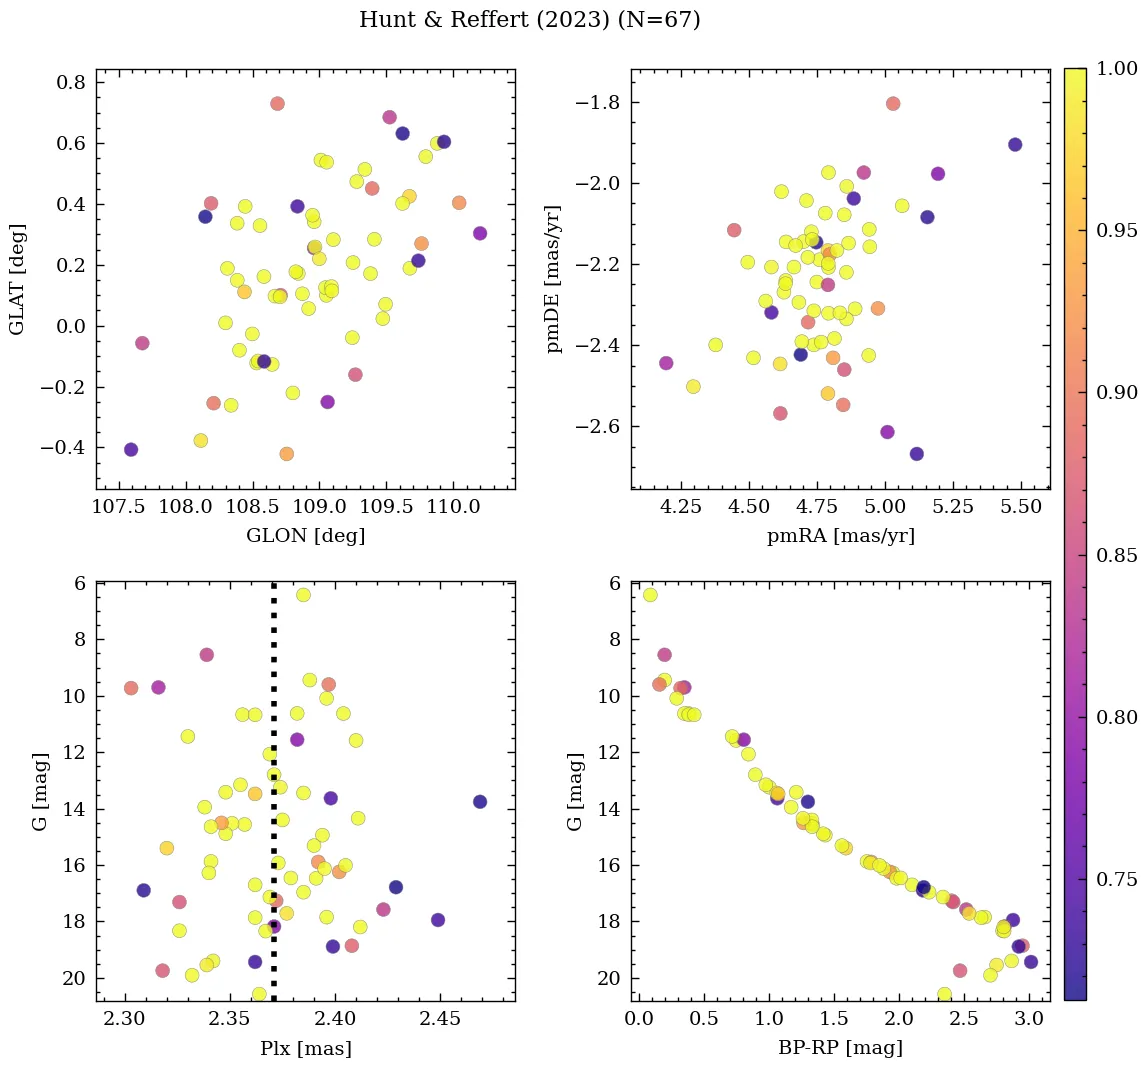 Hunt & Reffert (2023) (N=67)
0.8
0.6
0.4
0.2
0.0
−0.2
−0.4
GLAT [deg]
107.5 108.0 108.5 109.0 109.5 110.0
GLON [deg]
−1.8
−2.0
−2.2
−2.4
−2.6
pmDE [mas/yr]
4.25 4.50 4.75 5.00 5.25 5.50
pmRA [mas/yr]
6
8
10
12
14
16
18
20
G [mag]
2.30 2.35 2.40 2.45
Plx [mas]
6
8
10
12
14
16
18
20
G [mag]
0.0 0.5 1.0 1.5 2.0 2.5 3.0
BP-RP [mag]
1.00
0.95
0.90
0.85
0.80
0.75